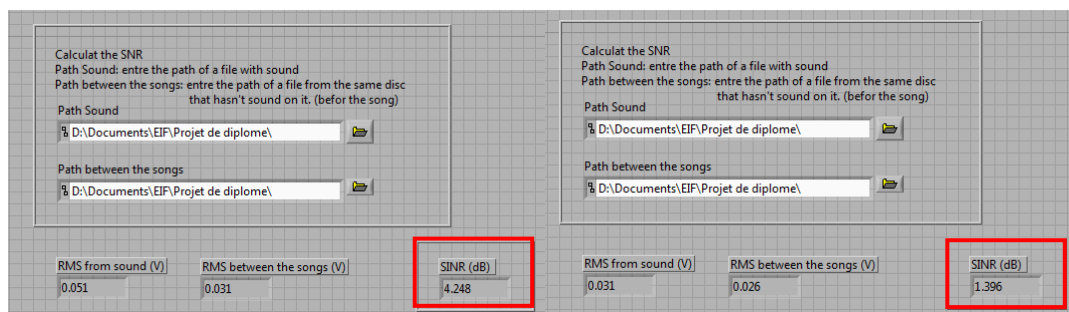 Calculat the SNR
Path Sound: entre the path of a file with sound
Path between the songs: entre the path of a file from the same disc
that hasn't sound on it. (befor the song)
Path Sound
D:\Documents\EIF\Projet de diplome\
Path between the songs
D:\Documents\EIF\Projet de diplome\
RMS from sound (V)
RMS between the songs (V)
SINR (dB)
0.051
0.031
4.248
Calculat the SNR
Path Sound: entre the path of a file with sound
Path between the songs: entre the path of a file from the same disc
that hasn't sound on it. (befor the song)
Path Sound
D:\Documents\EIF\Projet de diplome\
Path between the songs
D:\Documents\EIF\Projet de diplome\
RMS from sound (V)
RMS between the songs (V)
SINR (dB)
0.031
0.026
1.396